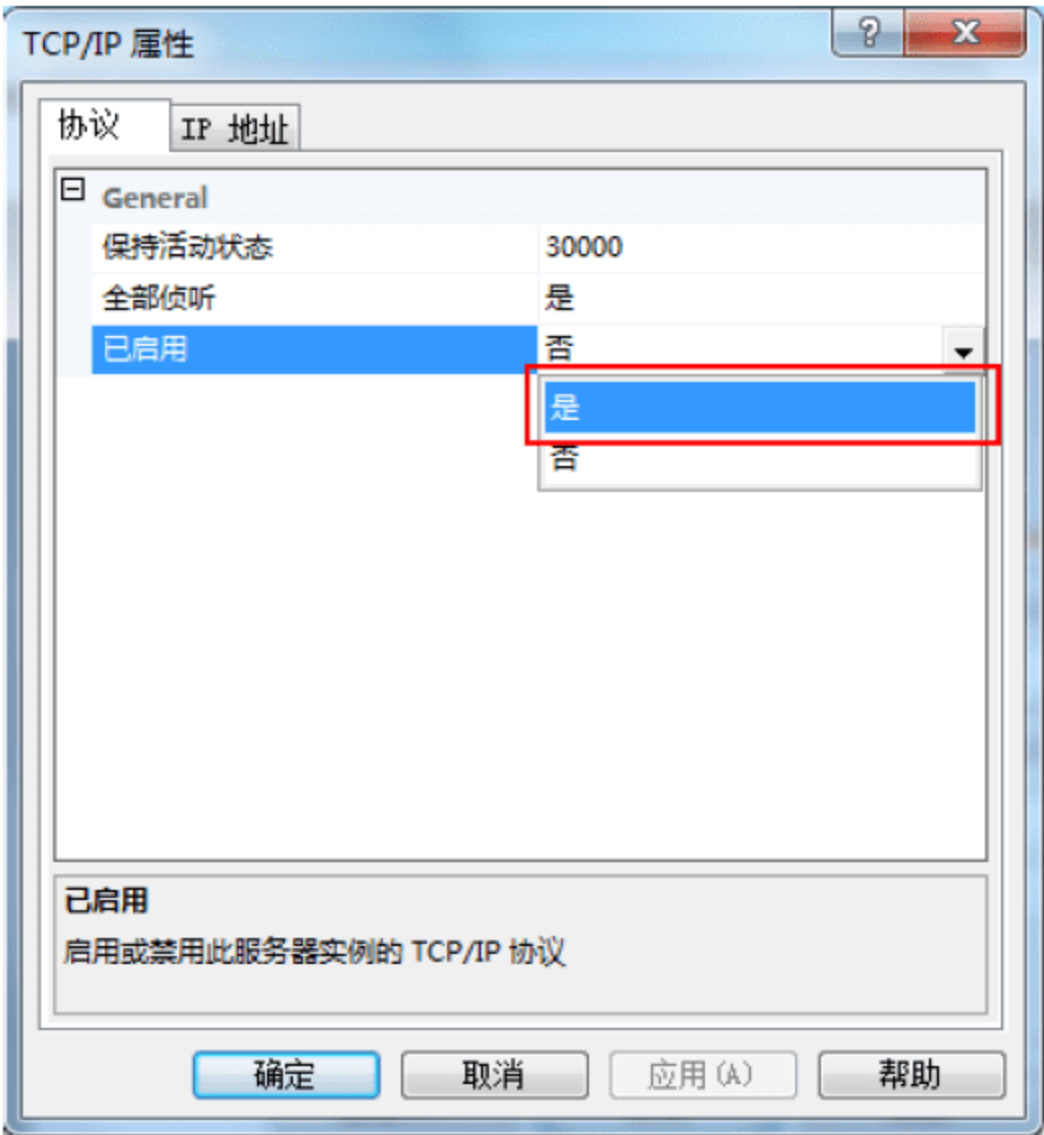 TCP/IP 属性
协议 IP 地址
General
保持活动状态 30000
全部侦听 是
已启用 否
是
否
已启用
启用或禁用此服务器实例的 TCP/IP 协议
确定 取消 应用(A) 帮助